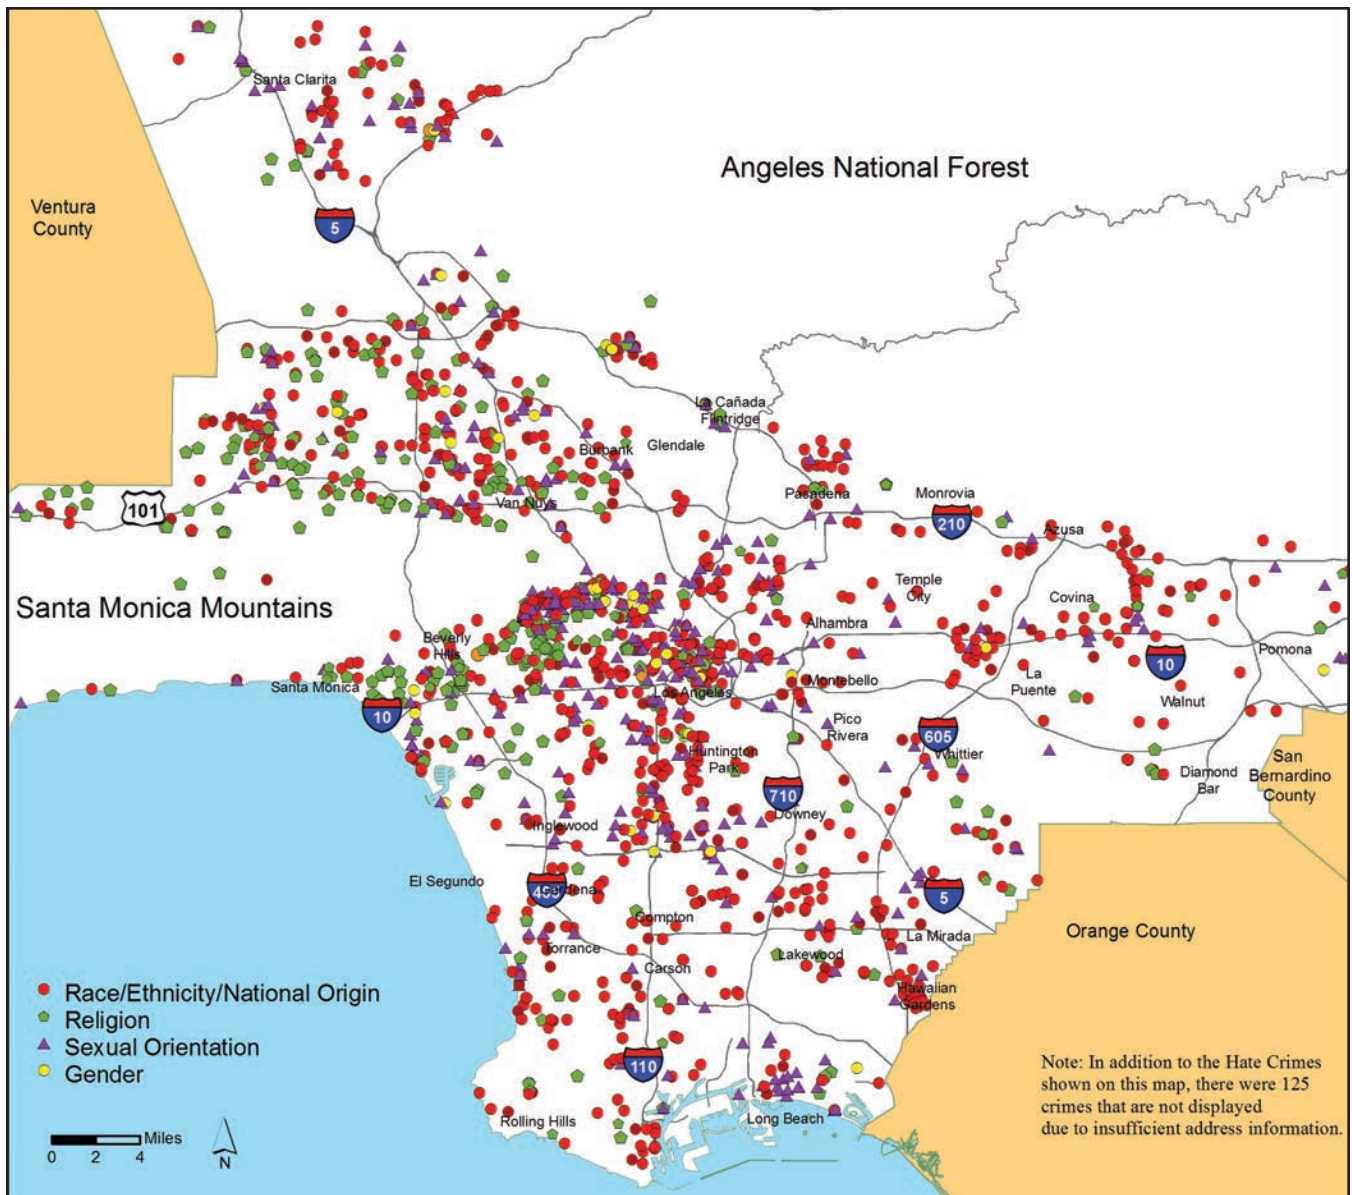 Santa Clarita
Angeles National Forest
Ventura
County
5
La Cañada
Flintridge
Burbank
Glendale
Pasadena
Monrovia
101
Van Nuys
210
Azusa
Temple
City
Covina
Santa Monica Mountains
Alhambra
Beverly
Hills
Pomona
10
Santa Monica
Los Angeles
Montebello
La
Puente
Walnut
10
Pico
Rivera
605
Whittier
Huntington
Park
San
Bernardino
County
Diamond
Bar
710
Downey
Inglewood
El Segundo
405
Gardena
5
Compton
Orange County
La Mirada
Torrance
Lakewood
Carson
Hawaiian
Gardens
Race/Ethnicity/National Origin
Religion
Sexual Orientation
Gender
110
Note: In addition to the Hate Crimes
shown on this map, there were 125
crimes that are not displayed
due to insufficient address information.
Rolling Hills
Long Beach
Miles
0 2 4
N